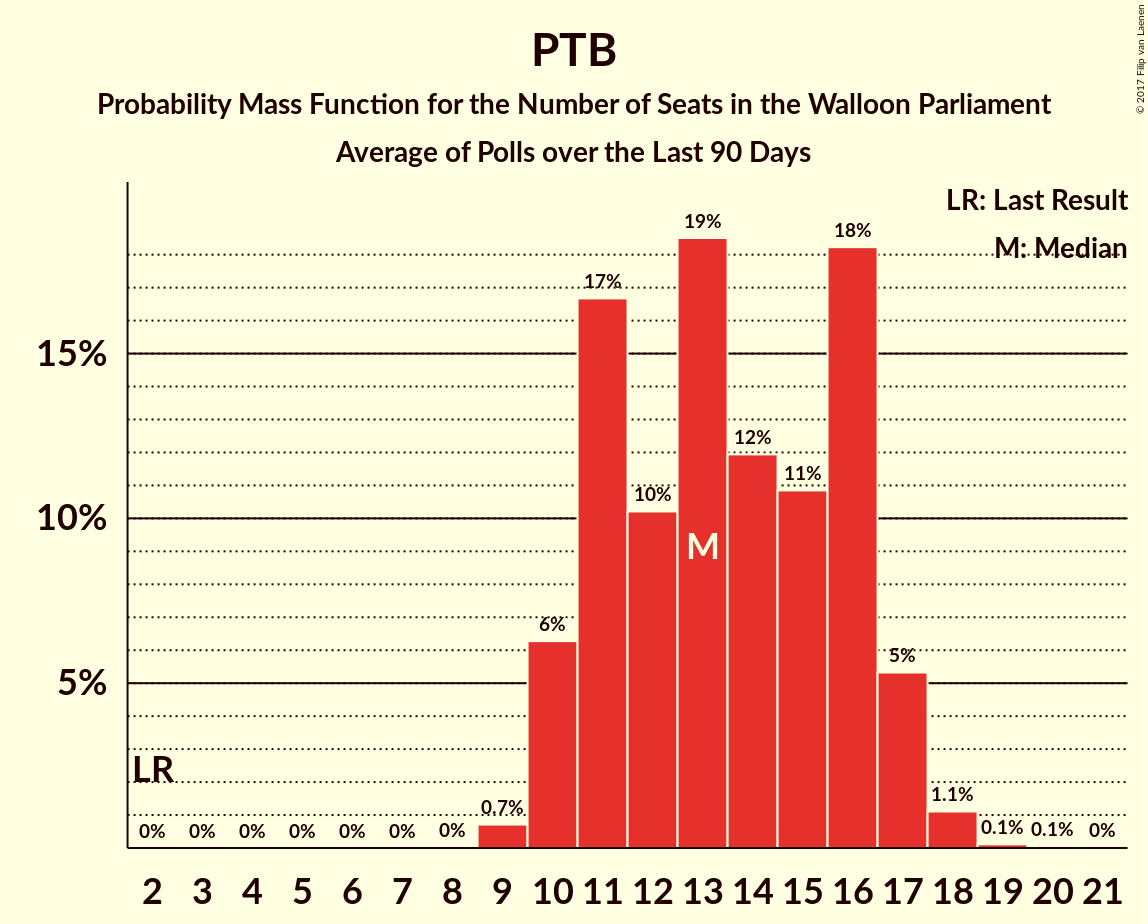 PTB
Probability Mass Function for the Number of Seats in the Walloon Parliament
Average of Polls over the Last 90 Days
© 2017 Filip van Laenen
LR: Last Result
M: Median
15%
10%
5%
LR
M
0%
0%
0%
0%
0%
0%
0%
0.7%
6%
17%
10%
19%
12%
11%
18%
5%
1.1%
0.1%
0.1%
0%
2 3 4 5 6 7 8 9 10 11 12 13 14 15 16 17 18 19 20 21